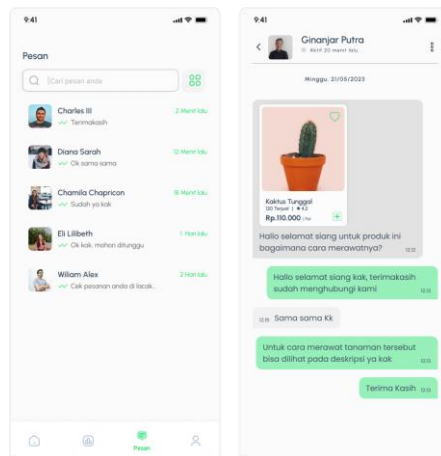 9:41
Pesan
Cari pesan anda
Charles III
2 Menit lalu
Terimakasih
Diana Sarah
12 Menit lalu
Ok sama sama
Chamila Chapricon
18 Menit lalu
Sudah ya kak
Eli Lilibeth
1 Hari lalu
Ok kak, mohon ditunggu
Wiliam Alex
2 Hari lalu
Cek pesanan anda di lacak..
Pesan
9:41
Ginanjar Putra
Aktif 20 menit lalu
Minggu, 21/05/2023
Kaktus Tunggal
120 Terjual | ★ 4.2
Rp.110.000
Hallo selamat siang untuk produk ini
bagaimana cara merawatnya?
Hallo selamat siang kak, terimakasih
sudah menghubungi kami
Sama sama Kk
Untuk cara merawat tanaman tersebut
bisa dilihat pada deskripsi ya kak
Terima Kasih